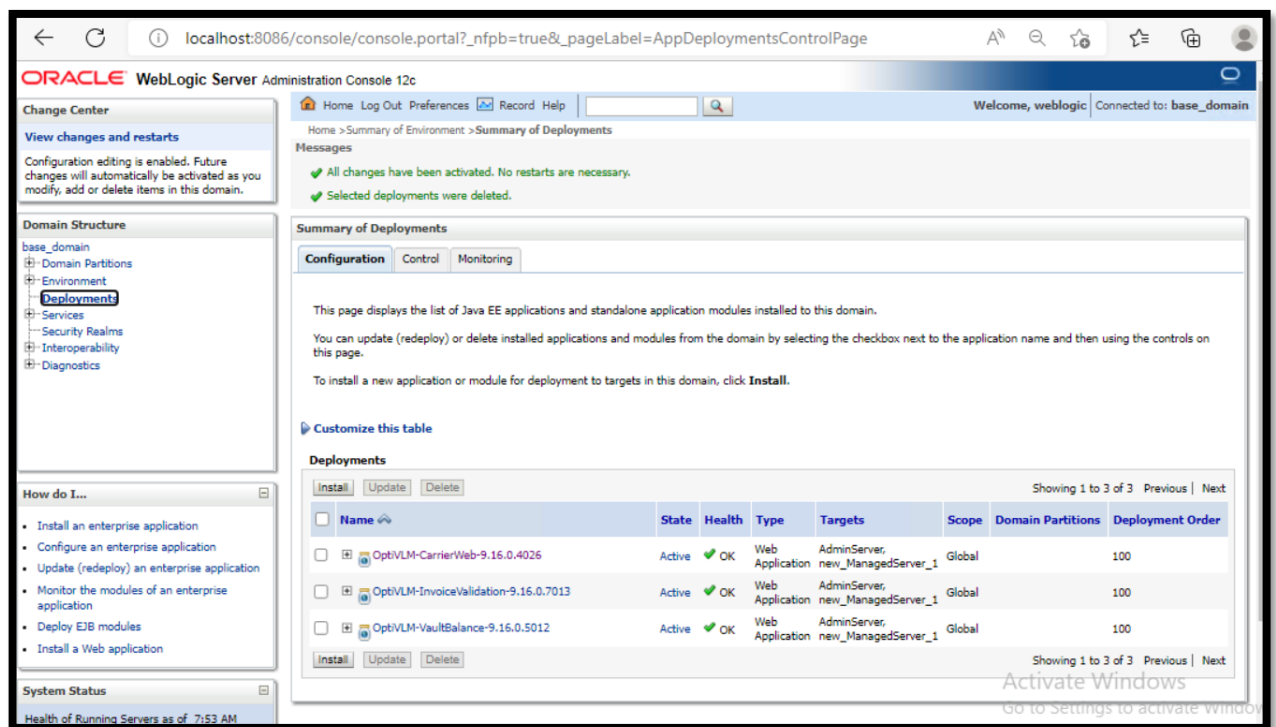 localhost:8086/console/console.portal?_nfpb=true&_pageLabel=AppDeploymentsControlPage
ORACLE WebLogic Server Administration Console 12c
Change Center
View changes and restarts
Configuration editing is enabled. Future
changes will automatically be activated as you
modify, add or delete items in this domain.
Domain Structure
base_domain
Domain Partitions
Environment
Deployments
Services
Security Realms
Interoperability
Diagnostics
How do I...
Install an enterprise application
Configure an enterprise application
Update (redeploy) an enterprise application
Monitor the modules of an enterprise
application
Deploy EJB modules
Install a Web application
System Status
Health of Running Servers as of 7:53 AM
Home Log Out Preferences Record Help
Welcome, weblogic Connected to: base_domain
Home >Summary of Environment >Summary of Deployments
Messages
All changes have been activated. No restarts are necessary.
Selected deployments were deleted.
Summary of Deployments
Configuration Control Monitoring
This page displays the list of Java EE applications and standalone application modules installed to this domain.
You can update (redeploy) or delete installed applications and modules from the domain by selecting the checkbox next to the application name and then using the controls on
this page.
To install a new application or module for deployment to targets in this domain, click Install.
Customize this table
Deployments
Install Update Delete Showing 1 to 3 of 3 Previous | Next
Name State Health Type Targets Scope Domain Partitions Deployment Order
OptiVLM-CarrierWeb-9.16.0.4026 Active OK Web Application AdminServer, new_ManagedServer_1 Global 100
OptiVLM-InvoiceValidation-9.16.0.7013 Active OK Web Application AdminServer, new_ManagedServer_1 Global 100
OptiVLM-VaultBalance-9.16.0.5012 Active OK Web Application AdminServer, new_ManagedServer_1 Global 100
Install Update Delete Showing 1 to 3 of 3 Previous | Next
Activate Windows
Go to Settings to activate Window